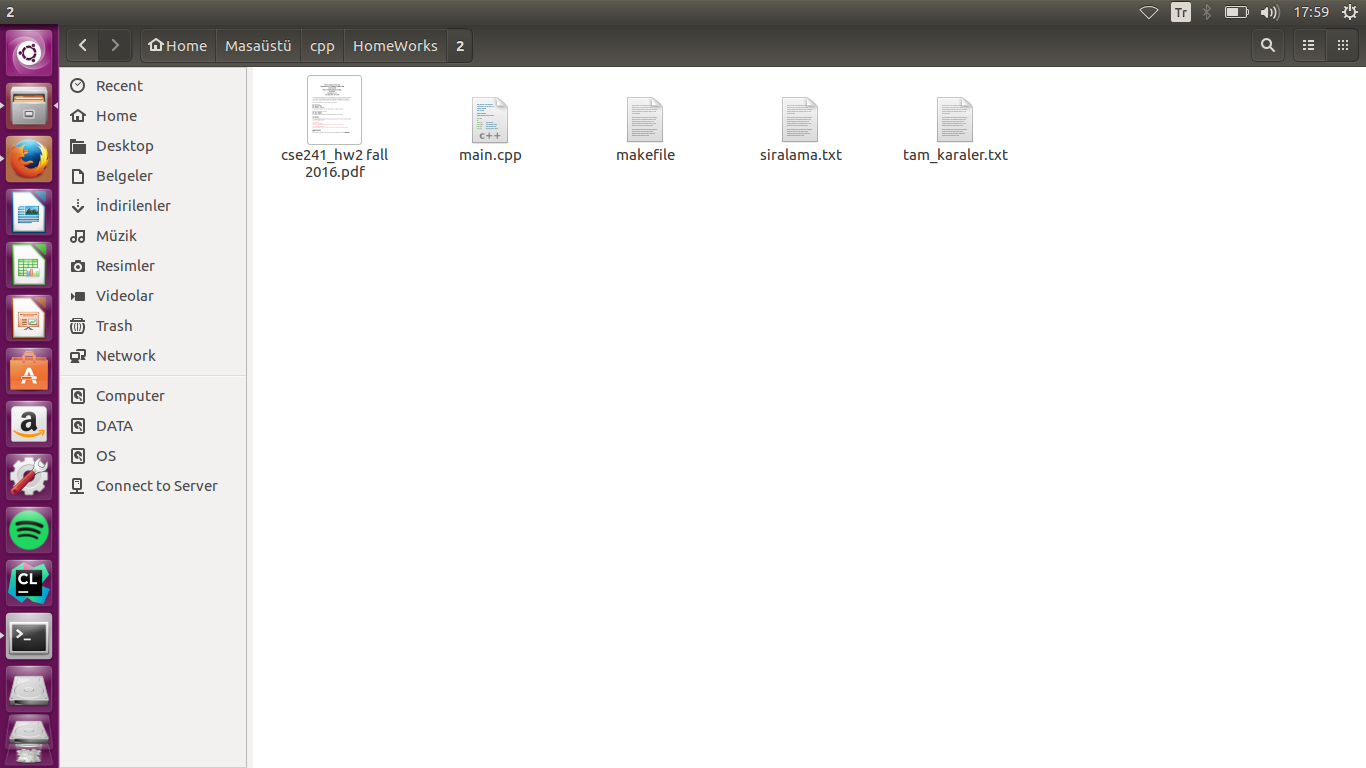 2
Tr
17:59
Home
Masaüstü
cpp
HomeWorks
2
Recent
Home
Desktop
Belgeler
İndirilenler
Müzik
Resimler
Videolar
Trash
Network
Computer
DATA
OS
Connect to Server
cse241_hw2 fall
2016.pdf
c++
main.cpp
makefile
siralama.txt
tam_karaler.txt
A
a
CL
>_